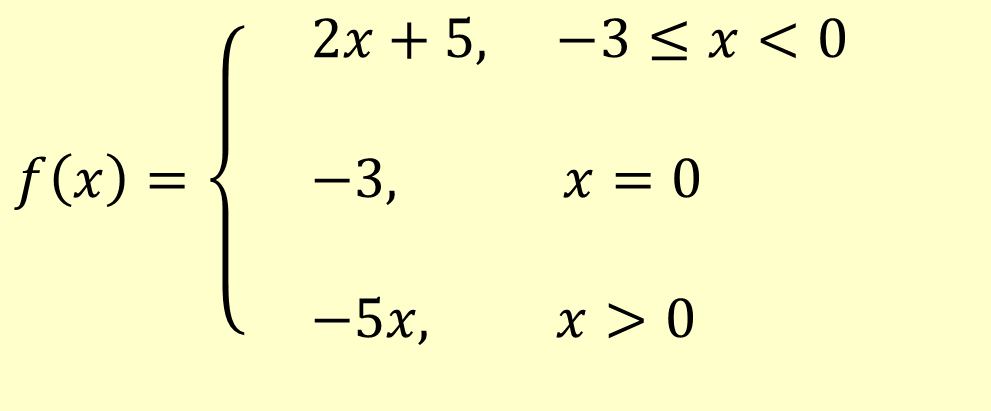 2x + 5, −3 ≤ x < 0
f(x) = { −3, x = 0
−5x, x > 0